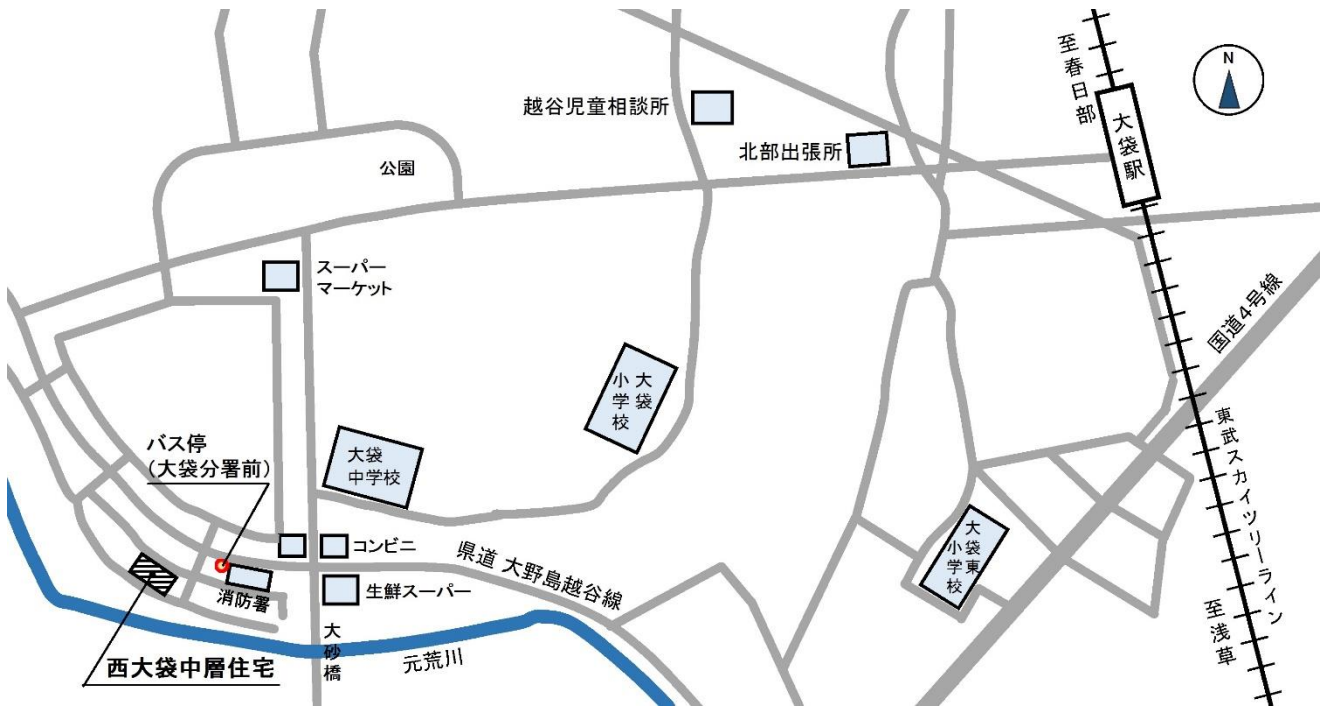 至春日部
N
大袋駅
越谷児童相談所
北部出張所
公園
スーパー
マーケット
国道4号線
大袋
小学校
東武スカイツリーライン
バス停
(大袋分署前)
大袋
中学校
大袋東
小学校
コンビニ
県道 大野島越谷線
消防署
生鮮スーパー
至浅草
大砂橋
元荒川
西大袋中層住宅